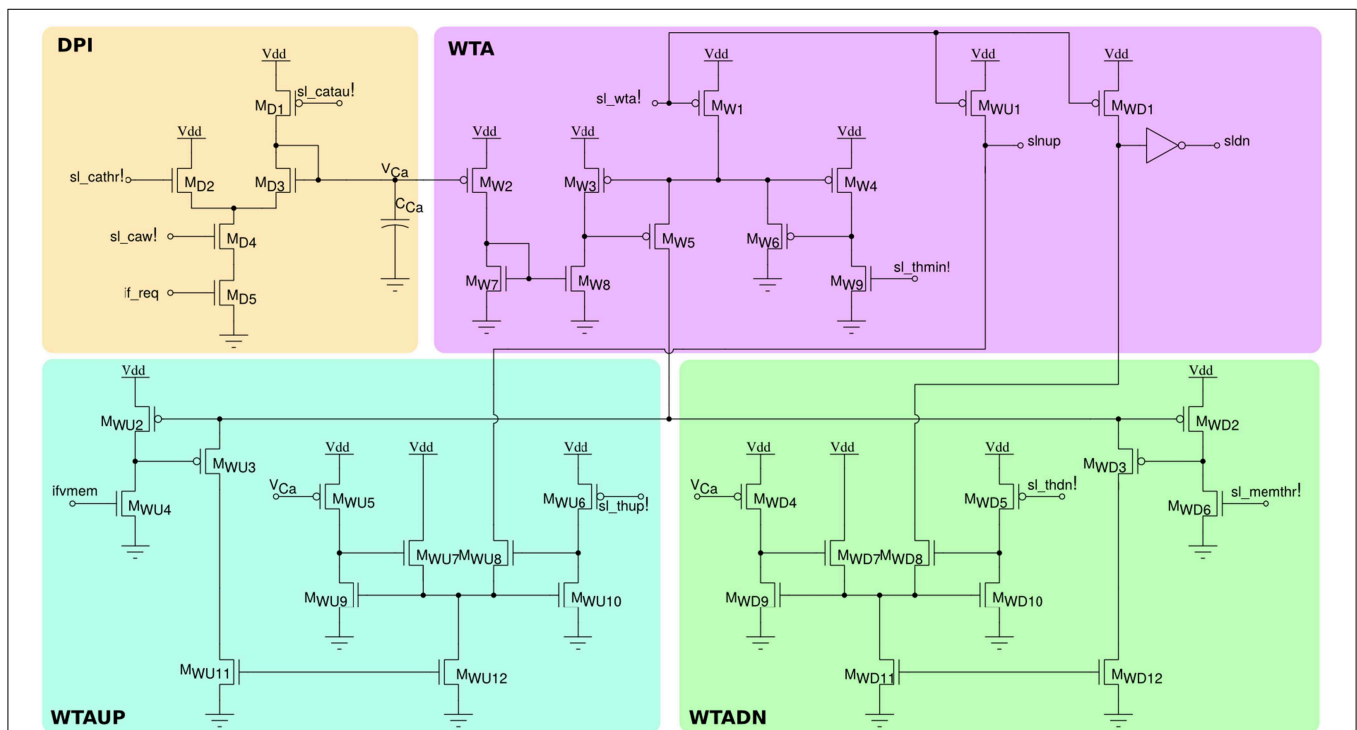 DPI
Vdd
sl_catau!
MD1
Vdd
sl_cathr!
MD2
MD3
VCa
CCa
sl_caw!
MD4
if_req
MD5
WTA
Vdd
sl_wta!
MW1
Vdd
MWU1
slnup
Vdd
MWD1
sldn
Vdd
MW2
Vdd
MW3
Vdd
MW4
MW5
MW6
MW7
MW8
MW9
sl_thmin!
Vdd
MWU2
MWU3
ifvmem
MWU4
Vdd
VCa
MWU5
Vdd
Vdd
MWU6
sl_thup!
MWU7
MWU8
MWU9
MWU10
MWU11
MWU12
WTAUP
Vdd
MWD2
MWD3
sl_memthr!
MWD6
Vdd
VCa
MWD4
Vdd
Vdd
MWD5
sl_thdn!
MWD7
MWD8
MWD9
MWD10
MWD11
MWD12
WTADN